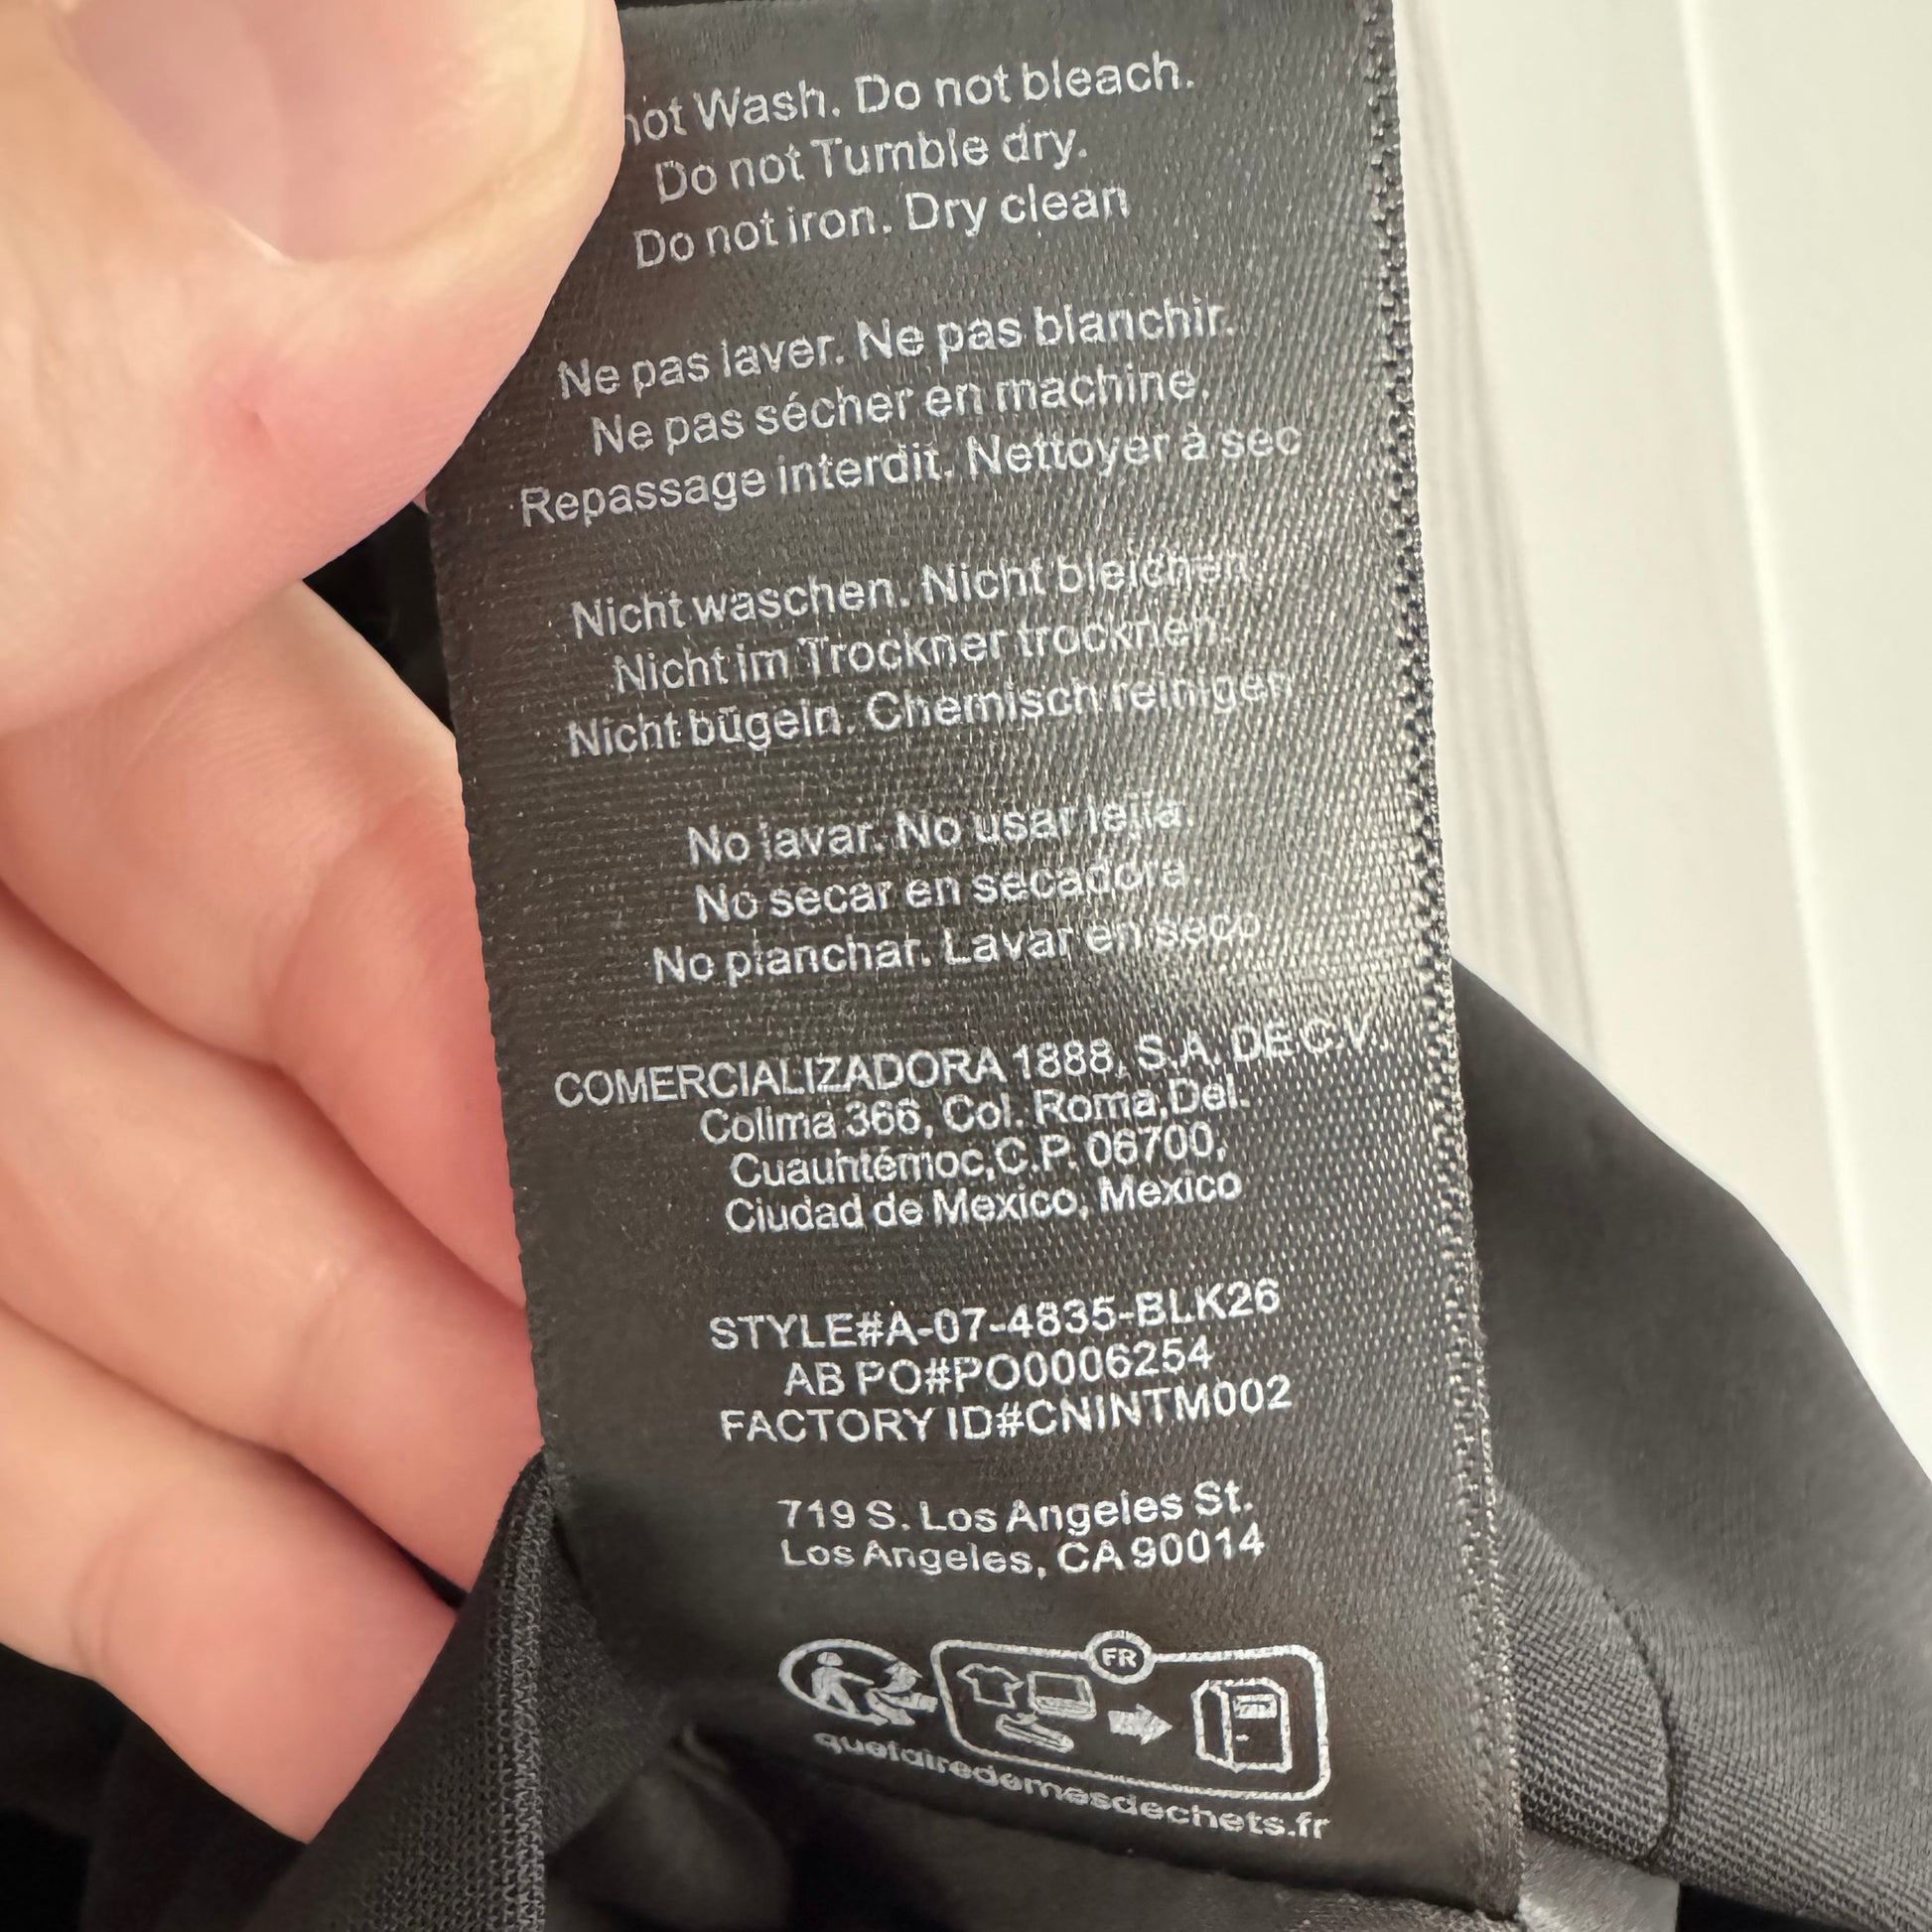 not Wash. Do not bleach.
Do not Tumble dry.
Do not iron. Dry clean
Ne pas laver. Ne pas blanchir.
Ne pas sécher en machine.
Repassage interdit. Nettoyer à sec
Nicht waschen. Nicht bleichen.
Nicht im Trockner trocknen.
Nicht bügeln. Chemisch reinigen
No lavar. No usar lejía.
No secar en secadora.
No planchar. Lavar en seco
COMERCIALIZADORA 1888, S.A. DE C.V.
Colima 366, Col. Roma,Del.
Cuauhtémoc,C.P. 06700,
Ciudad de Mexico, Mexico
STYLE#A-07-4835-BLK26
AB PO#PO0006254
FACTORY ID#CNINTM002
719 S. Los Angeles St.
Los Angeles, CA 90014
FR
quefairedemesdechets.fr